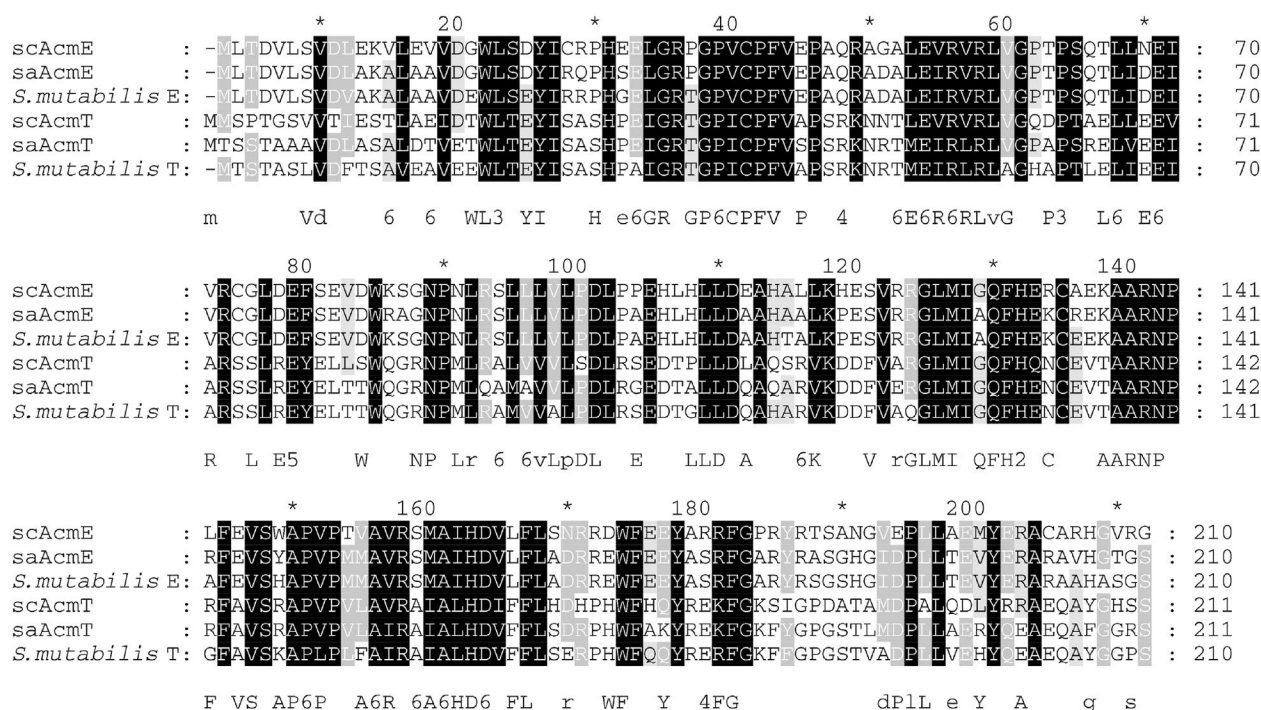 * 20 * 40 * 60 *
scAcmE : -MLTDVLSVDLEKVLEVVDGWLSDYICRPHEELGRPGPVCPFVEPAQRAGALEVRVRLVGPTPSQTLLNEI : 70
saAcmE : -MLTDVLSVDLAKALAAVDGWLSDYIRQPHSELGRPGPVCPFVEPAQRADALEIRVRLVGPTPSQTLIDEI : 70
S.mutabilis E: -MLTDVLSVDVAKALAAVDEWLSEYIRRPHGELGRTGPVCPFVEPAQRADALEIRVRLVGPTPSQTLIDEI : 70
scAcmT : MMSPTGSVVTIESTLAEIDTWLTEYISASHPEIGRTGPICPFVAPSRKNNTLEVRVRLVGQDPTAELLEEV : 71
saAcmT : MTSSTAAAVDLASALDTVETWLTEYISASHPEIGRTGPICPFVSPSRKNRTMEIRLRLVGPAPSRELVEEI : 71
S.mutabilis T: -MTSTASLVDFTSAVEAVEEWLSEYISASHPAIGRTGPICPFVAPSRKNRTMEIRLRLAGHAPTLELIEEI : 70
m Vd 6 6 WL3 YI H e6GR GP6CPFV P 4 6E6R6RLvG P3 L6 E6
80 * 100 * 120 * 140
scAcmE : VRCGLDEFSEVDWKSGNPNLRSLLLVLPDLPPEHLHLLDEAHALLKHESVRRGLMIGQFHERCAEKAARNP : 141
saAcmE : VRCGLDEFSEVDWRAGNPNLRSLLLVLPDLPAEHLHLLDAAHAALKPESVRRGLMIAQFHEKCREKAARNP : 141
S.mutabilis E: VRCGLDEFSEVDWKSGNPNLRSLLLVLPDLPAEHLHLLDAAHTALKPESVRRGLMIAQFHEKCEEKAARNP : 141
scAcmT : ARSSLREYELLSWQGRNPMLRALVVVLSDLRSEDTPLLDLAQSRVKDDFVARGLMIGQFHQNCEVTAARNP : 142
saAcmT : ARSSLREYELTTWQGRNPMLQAMAVVLPDLRGEDTALLDQAQARVKDDFVERGLMIGQFHENCEVTAARNP : 142
S.mutabilis T: ARSSLREYELTTWQGRNPMLRAMVVALPDLRSEDTGLLDQAHARVKDDFVAQGLMIGQFHENCEVTAARNP : 141
R L E5 W NP Lr 6 6vLpDL E LLD A 6K V rGLMI QFH2 C AARNP
* 160 * 180 * 200 *
scAcmE : LFEVSWAPVPTVAVRSMAIHDVLFLSNRRDWFEEYARRFGPRYRTSANGVEPLLAEMYERACARHGVRG : 210
saAcmE : RFEVSYAPVPMMAVRSMAIHDVLFLADRREWFEEYASRFGARYRASGHGIDPLLTEVYERARAVHGTGS : 210
S.mutabilis E: AFEVSHAPVPMMAVRSMAIHDVLFLADRREWFEEYASRFGARYRSGSHGIDPLLTEVYERARAAHASGS : 210
scAcmT : RFAVSRAPVPVLAVRAIALHDIFFLHDHPHWFHQYREKFGKSIGPDATAMDPALQDLYRRAEQAYGHSS : 211
saAcmT : RFAVSRAPVPVLAIRAIALHDVFFLSDRPHWFAKYREKFGKFYGPGSTLMDPLLAERYQEAEQAFGGRS : 211
S.mutabilis T: GFAVSKAPLPLFAIRAIALHDVFFLSERPHWFQQYRERFGKFFGPGSTVADPLLVEHYQEAEQAYGGPS : 210
F VS AP6P A6R 6A6HD6 FL r WF Y 4FG dPlL e Y A g s